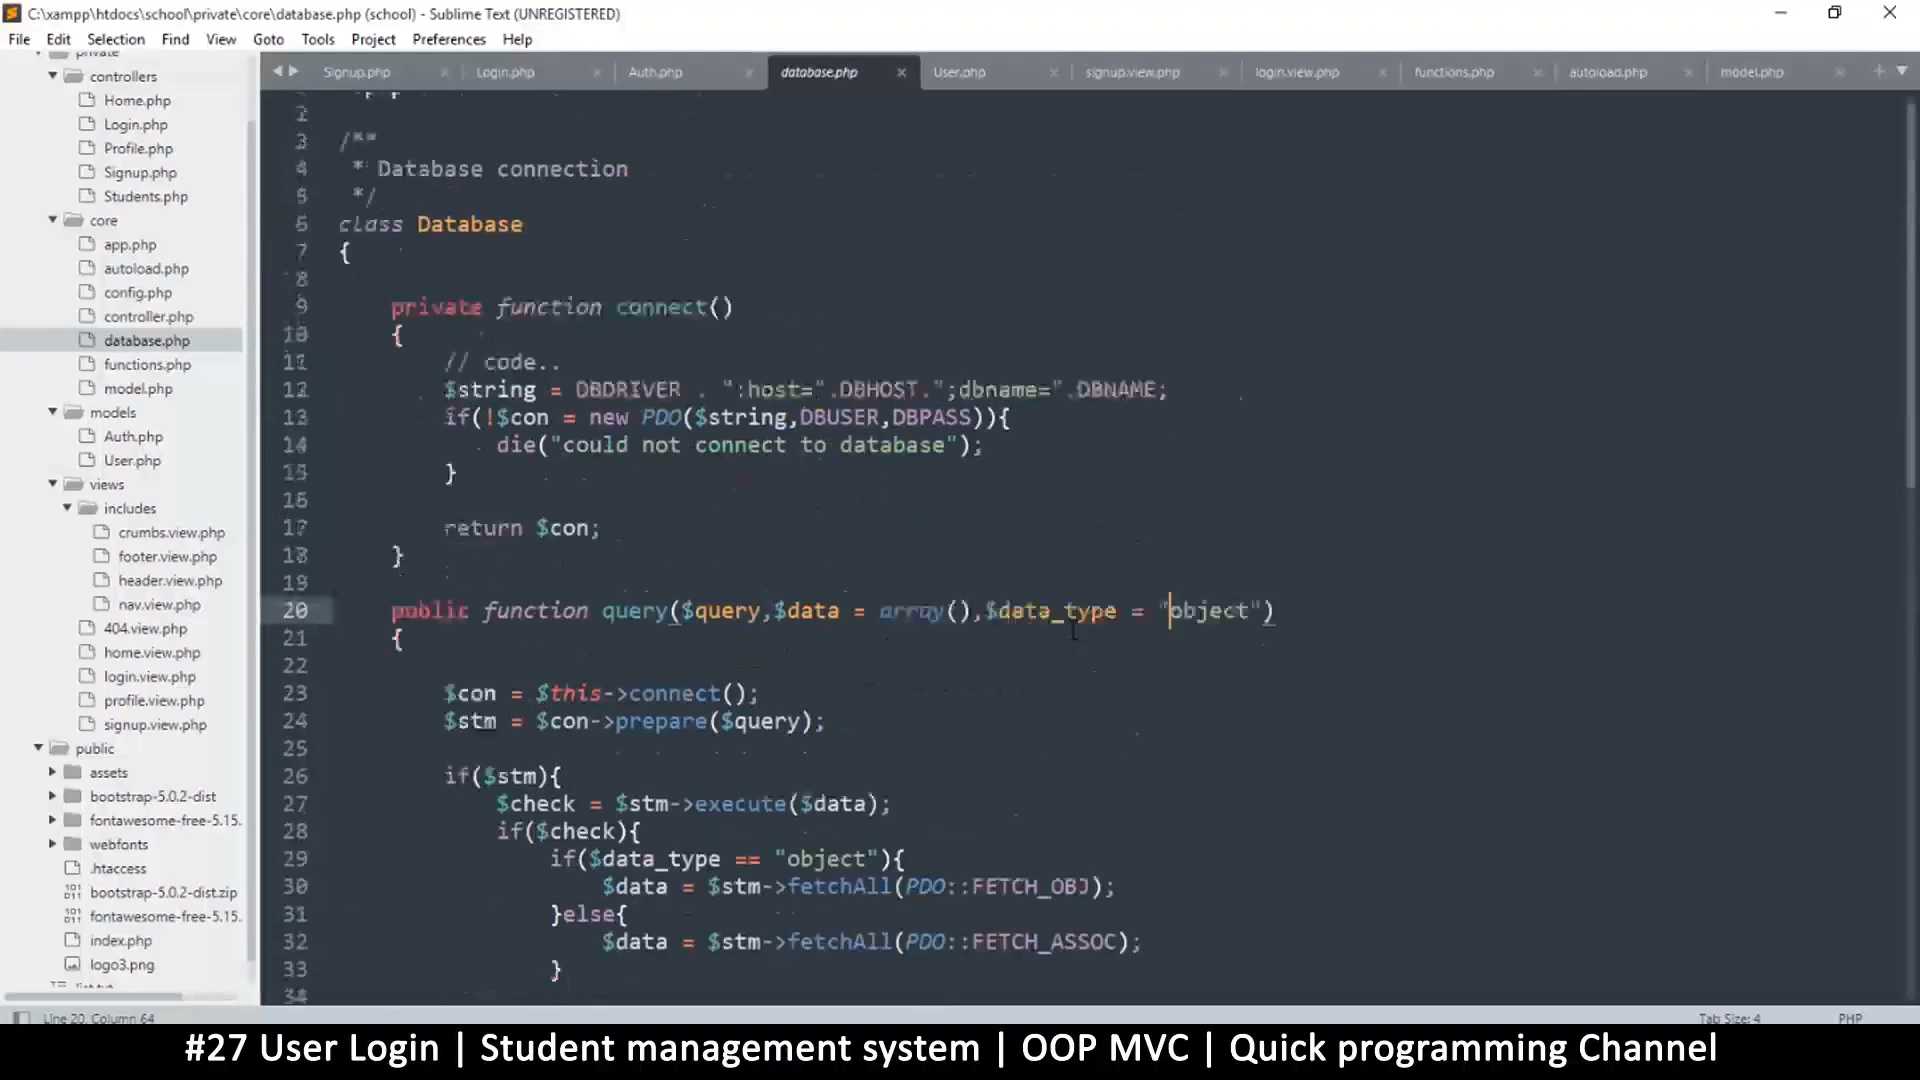 C:\xampp\htdocs\school\private\core\database.php (school) - Sublime Text (UNREGISTERED)
File Edit Selection Find View Goto Tools Project Preferences Help
private
controllers
Home.php
Login.php
Profile.php
Signup.php
Students.php
core
app.php
autoload.php
config.php
controller.php
database.php
functions.php
model.php
models
Auth.php
User.php
views
includes
crumbs.view.php
footer.view.php
header.view.php
nav.view.php
404.view.php
home.view.php
login.view.php
profile.view.php
signup.view.php
public
assets
bootstrap-5.0.2-dist
fontawesome-free-5.15.
webfonts
.htaccess
bootstrap-5.0.2-dist.zip
fontawesome-free-5.15.
index.php
logo3.png
Signup.php Login.php Auth.php database.php User.php signup.view.php login.view.php functions.php autoload.php model.php
2
3 /**
4 * Database connection
5 */
6 class Database
7 {
8
9 private function connect()
10 {
11 // code..
12 $string = DBDRIVER . ":host=".DBHOST.";dbname=".DBNAME;
13 if(!$con = new PDO($string,DBUSER,DBPASS)){
14 die("could not connect to database");
15 }
16
17 return $con;
18 }
19
20 public function query($query,$data = array(),$data_type = "object")
21 {
22
23 $con = $this->connect();
24 $stm = $con->prepare($query);
25
26 if($stm){
27 $check = $stm->execute($data);
28 if($check){
29 if($data_type == "object"){
30 $data = $stm->fetchAll(PDO::FETCH_OBJ);
31 }else{
32 $data = $stm->fetchAll(PDO::FETCH_ASSOC);
33 }
34
Line 20, Column 64 Tab Size: 4 PHP
#27 User Login | Student management system | OOP MVC | Quick programming Channel